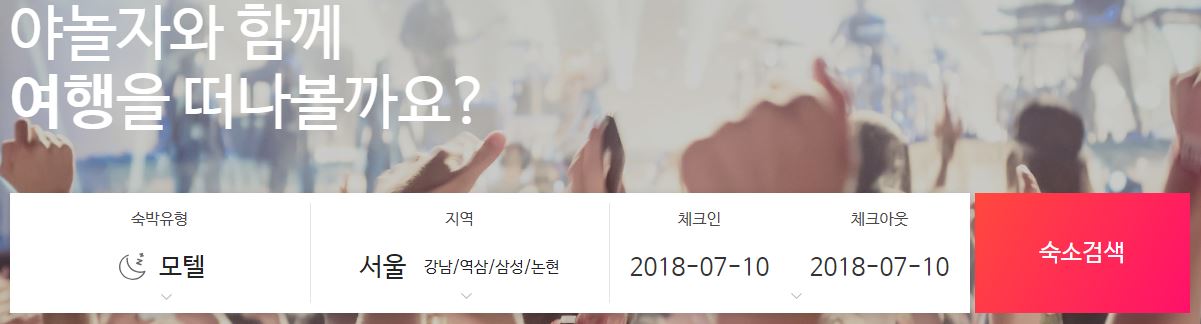 야놀자와 함께
여행을 떠나볼까요?
숙박유형
모텔
지역
서울 강남/역삼/삼성/논현
체크인 체크아웃
2018-07-10 2018-07-10
숙소검색